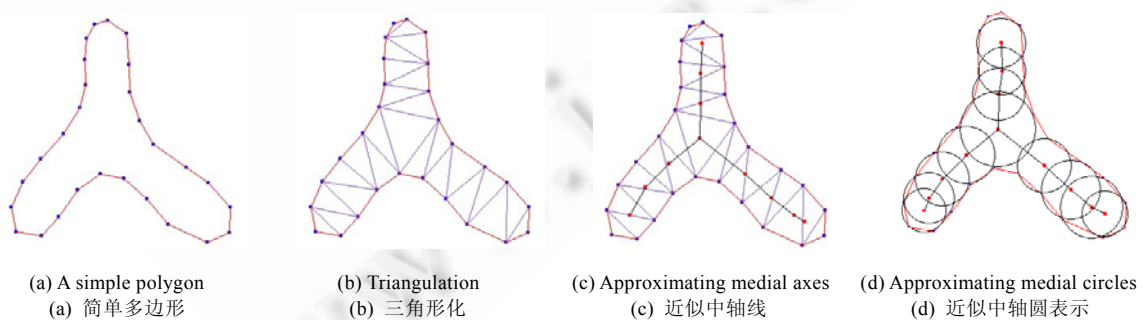 (a) A simple polygon
(b) Triangulation
(c) Approximating medial axes
(d) Approximating medial circles
(a) 简单多边形
(b) 三角形化
(c) 近似中轴线
(d) 近似中轴圆表示